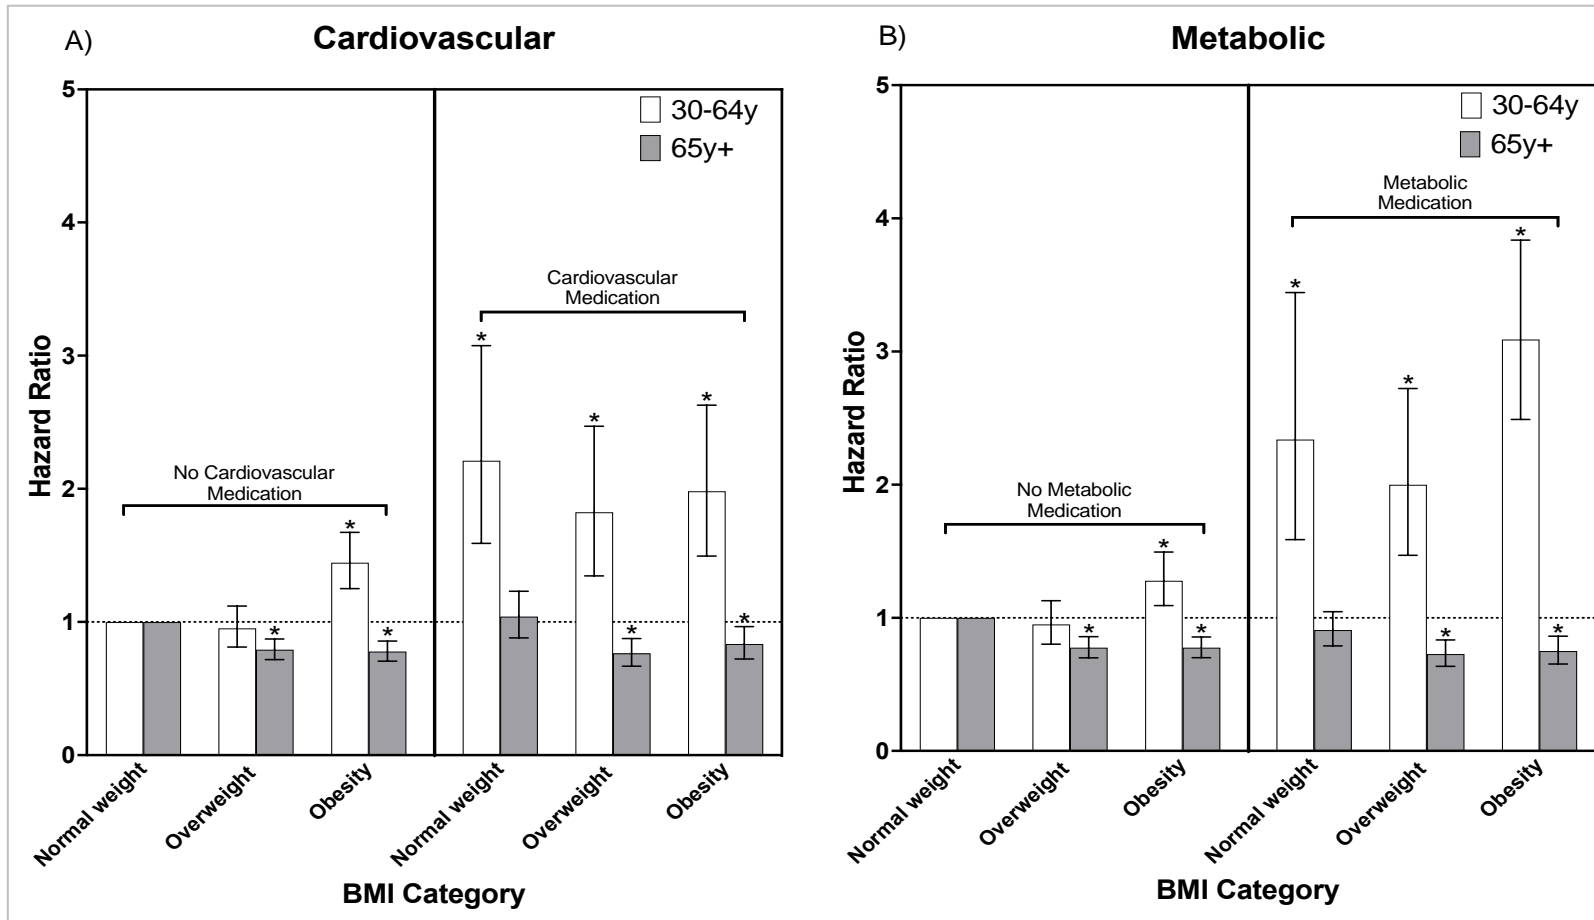 A)
Cardiovascular
5
4
3
2
1
0
Hazard Ratio
30-64y
65y+
No Cardiovascular
Medication
Cardiovascular
Medication
*
*
*
*
*
*
*
*
Normal weight
Overweight
Obesity
Normal weight
Overweight
Obesity
BMI Category
B)
Metabolic
5
4
3
2
1
0
Hazard Ratio
30-64y
65y+
No Metabolic
Medication
Metabolic
Medication
*
*
*
*
*
*
*
*
Normal weight
Overweight
Obesity
Normal weight
Overweight
Obesity
BMI Category